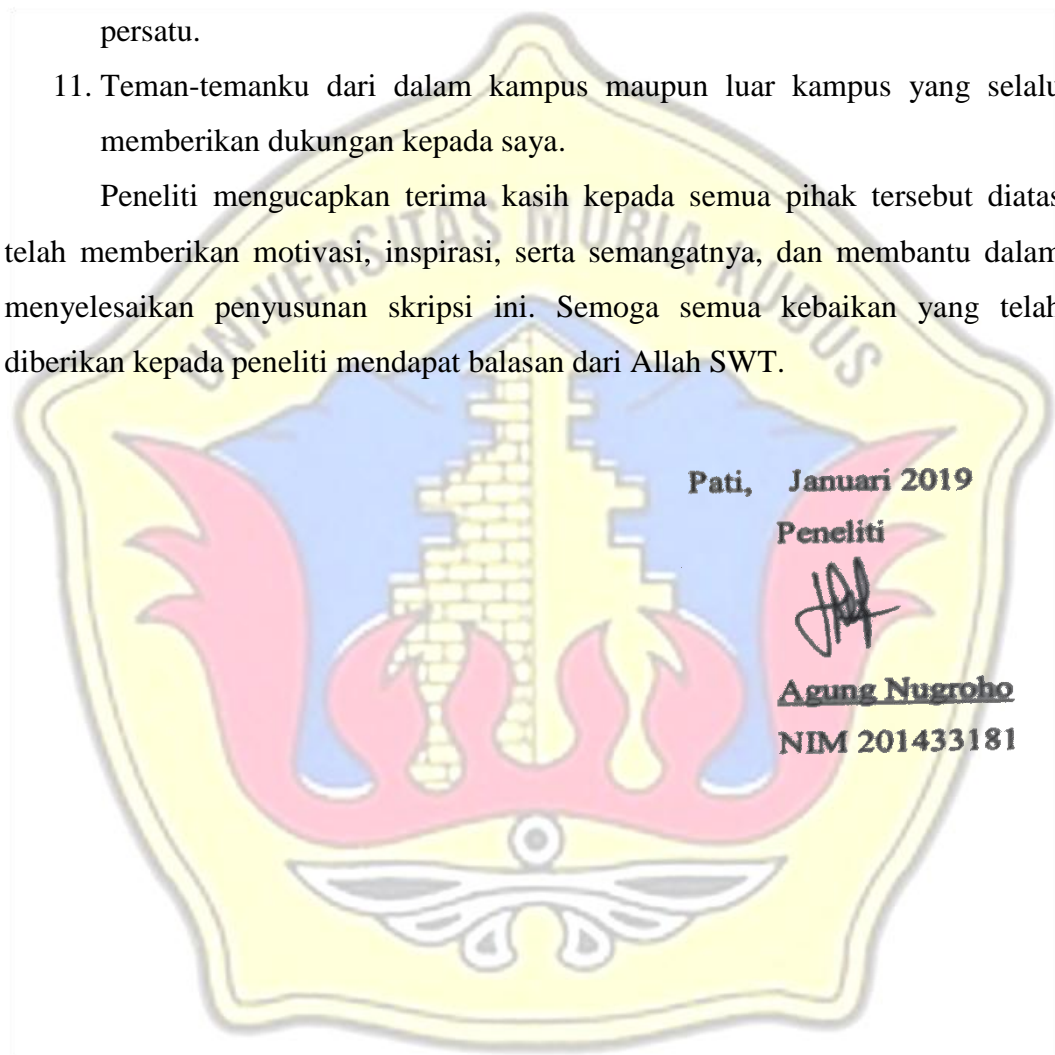 persatu.
11. Teman-temanku dari dalam kampus maupun luar kampus yang selalu
memberikan dukungan kepada saya.
Peneliti mengucapkan terima kasih kepada semua pihak tersebut diatas
telah memberikan motivasi, inspirasi, serta semangatnya, dan membantu dalam
menyelesaikan penyusunan skripsi ini. Semoga semua kebaikan yang telah
diberikan kepada peneliti mendapat balasan dari Allah SWT.
UNIVERSITAS MURIA KUDUS
Pati, Januari 2019
Peneliti
Agung Nugroho
NIM 201433181